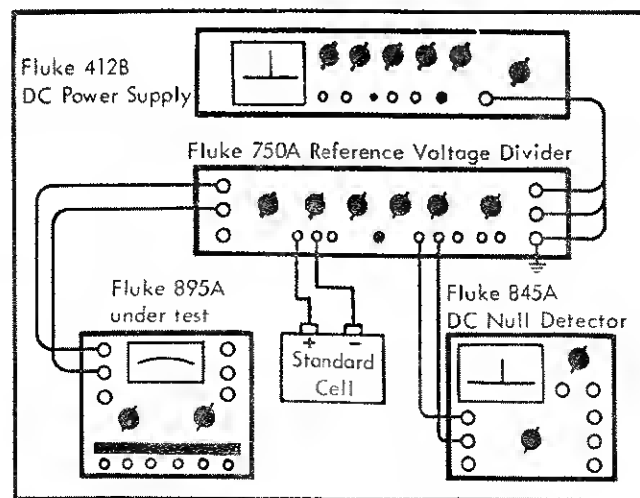 Fluke 412B
DC Power Supply
Fluke 750A Reference Voltage Divider
Fluke 895A
under test
Fluke 845A
DC Null Detector
+ −
Standard
Cell